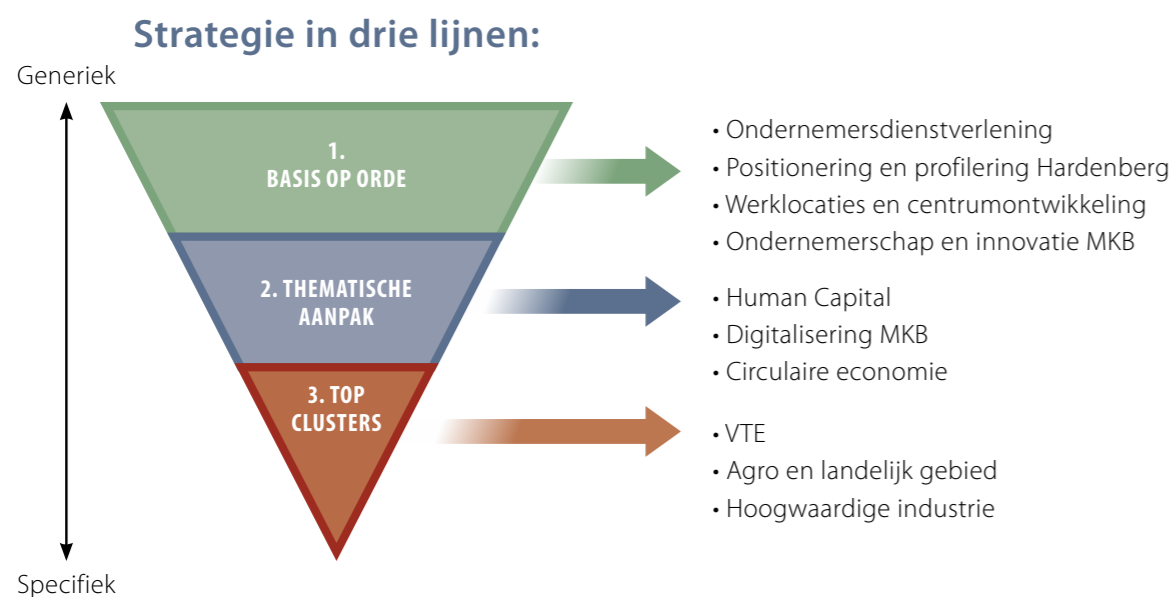 Strategie in drie lijnen:
Generiek
1.
BASIS OP ORDE
• Ondernemersdienstverlening
• Positionering en profilering Hardenberg
• Werklocaties en centrumontwikkeling
• Ondernemerschap en innovatie MKB
2. THEMATISCHE
AANPAK
• Human Capital
• Digitalisering MKB
• Circulaire economie
3. TOP
CLUSTERS
• VTE
• Agro en landelijk gebied
• Hoogwaardige industrie
Specifiek